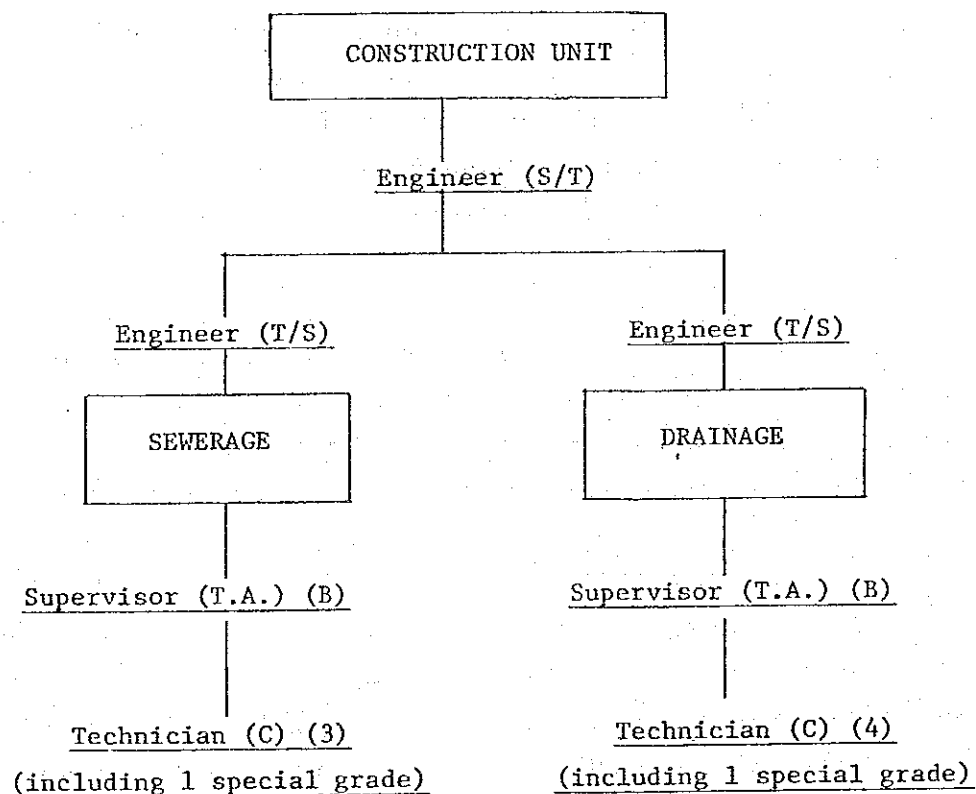 CONSTRUCTION UNIT
Engineer (S/T)
Engineer (T/S)
Engineer (T/S)
SEWERAGE
DRAINAGE
Supervisor (T.A.) (B)
Supervisor (T.A.) (B)
Technician (C) (3)
(including 1 special grade)
Technician (C) (4)
(including 1 special grade)